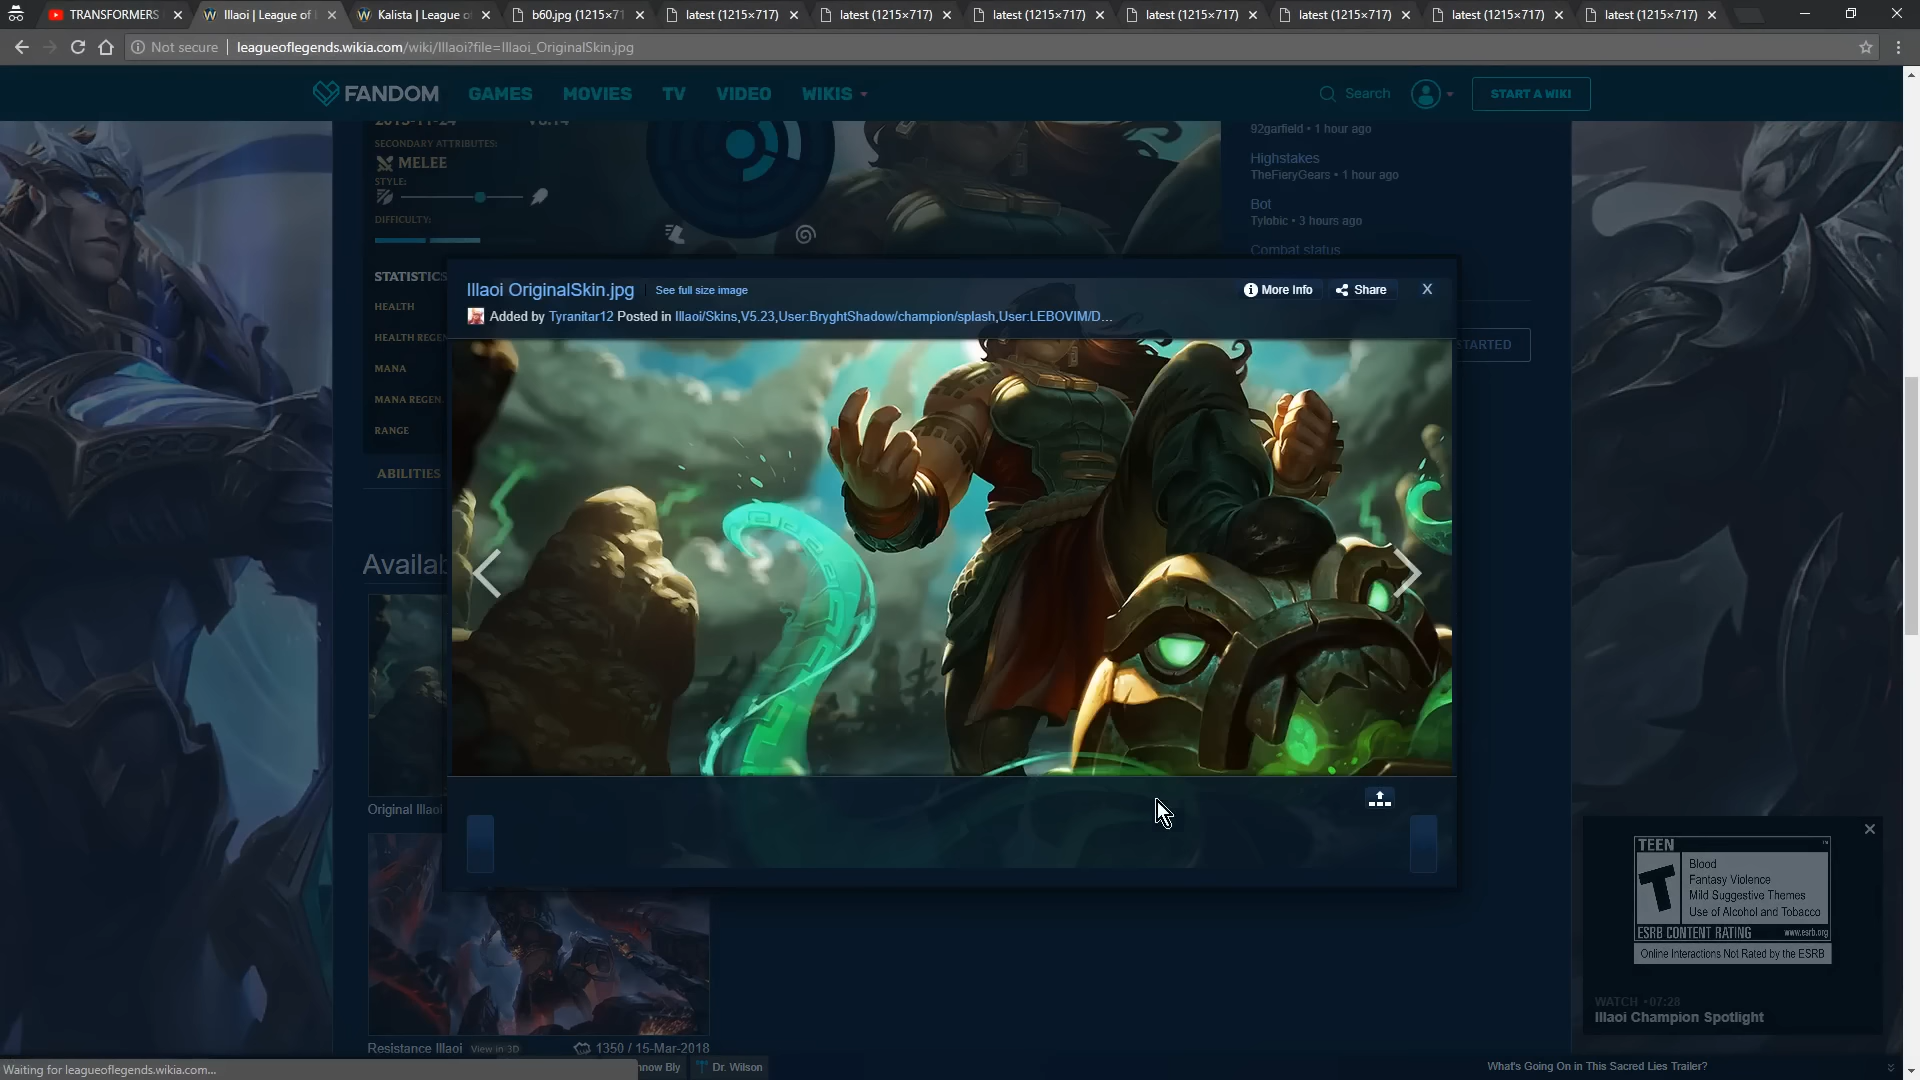 TRANSFORMERS
Illaoi | League of
Kalista | League o
b60.jpg (1215×71
latest (1215×717)
latest (1215×717)
latest (1215×717)
latest (1215×717)
latest (1215×717)
latest (1215×717)
latest (1215×717)
Not secure
leagueoflegends.wikia.com/wiki/Illaoi?file=Illaoi_OriginalSkin.jpg
FANDOM
GAMES
MOVIES
TV
VIDEO
WIKIS
Search
START A WIKI
SECONDARY ATTRIBUTES:
MELEE
STYLE:
DIFFICULTY:
92garfield • 1 hour ago
Highstakes
TheFieryGears • 1 hour ago
Bot
Tylobic • 3 hours ago
Combat status
STATISTICS
HEALTH
HEALTH REGEN
MANA
MANA REGEN.
RANGE
ABILITIES
STARTED
Illaoi OriginalSkin.jpg
See full size image
More Info
Share
X
Added by Tyranitar12 Posted in Illaoi/Skins,V5.23,User:BryghtShadow/champion/splash,User:LEBOVIM/D...
Availab
Original Illaoi
Resistance Illaoi
View in 3D
1350 / 15-Mar-2018
TEEN
T
Blood
Fantasy Violence
Mild Suggestive Themes
Use of Alcohol and Tobacco
ESRB CONTENT RATING
www.esrb.org
Online Interactions Not Rated by the ESRB
WATCH • 07:28
Illaoi Champion Spotlight
Waiting for leagueoflegends.wikia.com...
nnow Bly
Dr. Wilson
What's Going On in This Sacred Lies Trailer?